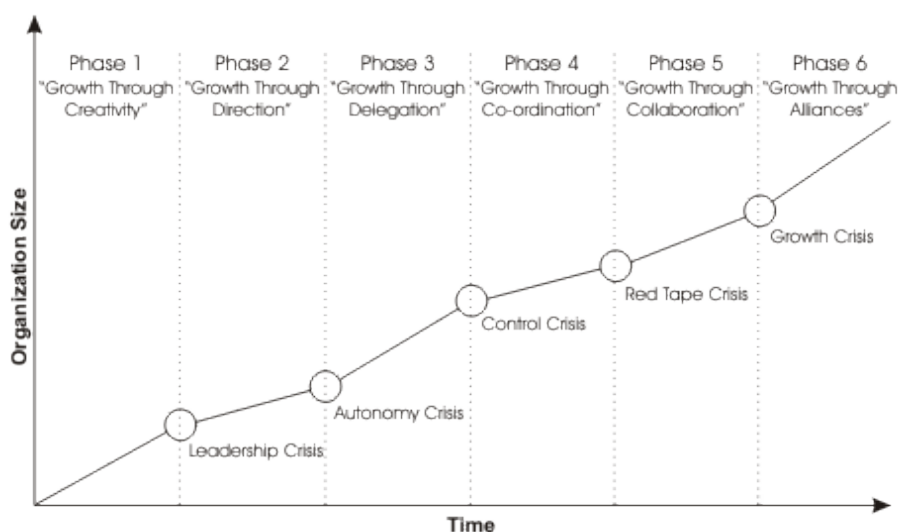 Phase 1
"Growth Through
Creativity"
Phase 2
"Growth Through
Direction"
Phase 3
"Growth Through
Delegation"
Phase 4
"Growth Through
Co-ordination"
Phase 5
"Growth Through
Collaboration"
Phase 6
"Growth Through
Alliances"
Organization Size
Growth Crisis
Red Tape Crisis
Control Crisis
Autonomy Crisis
Leadership Crisis
Time